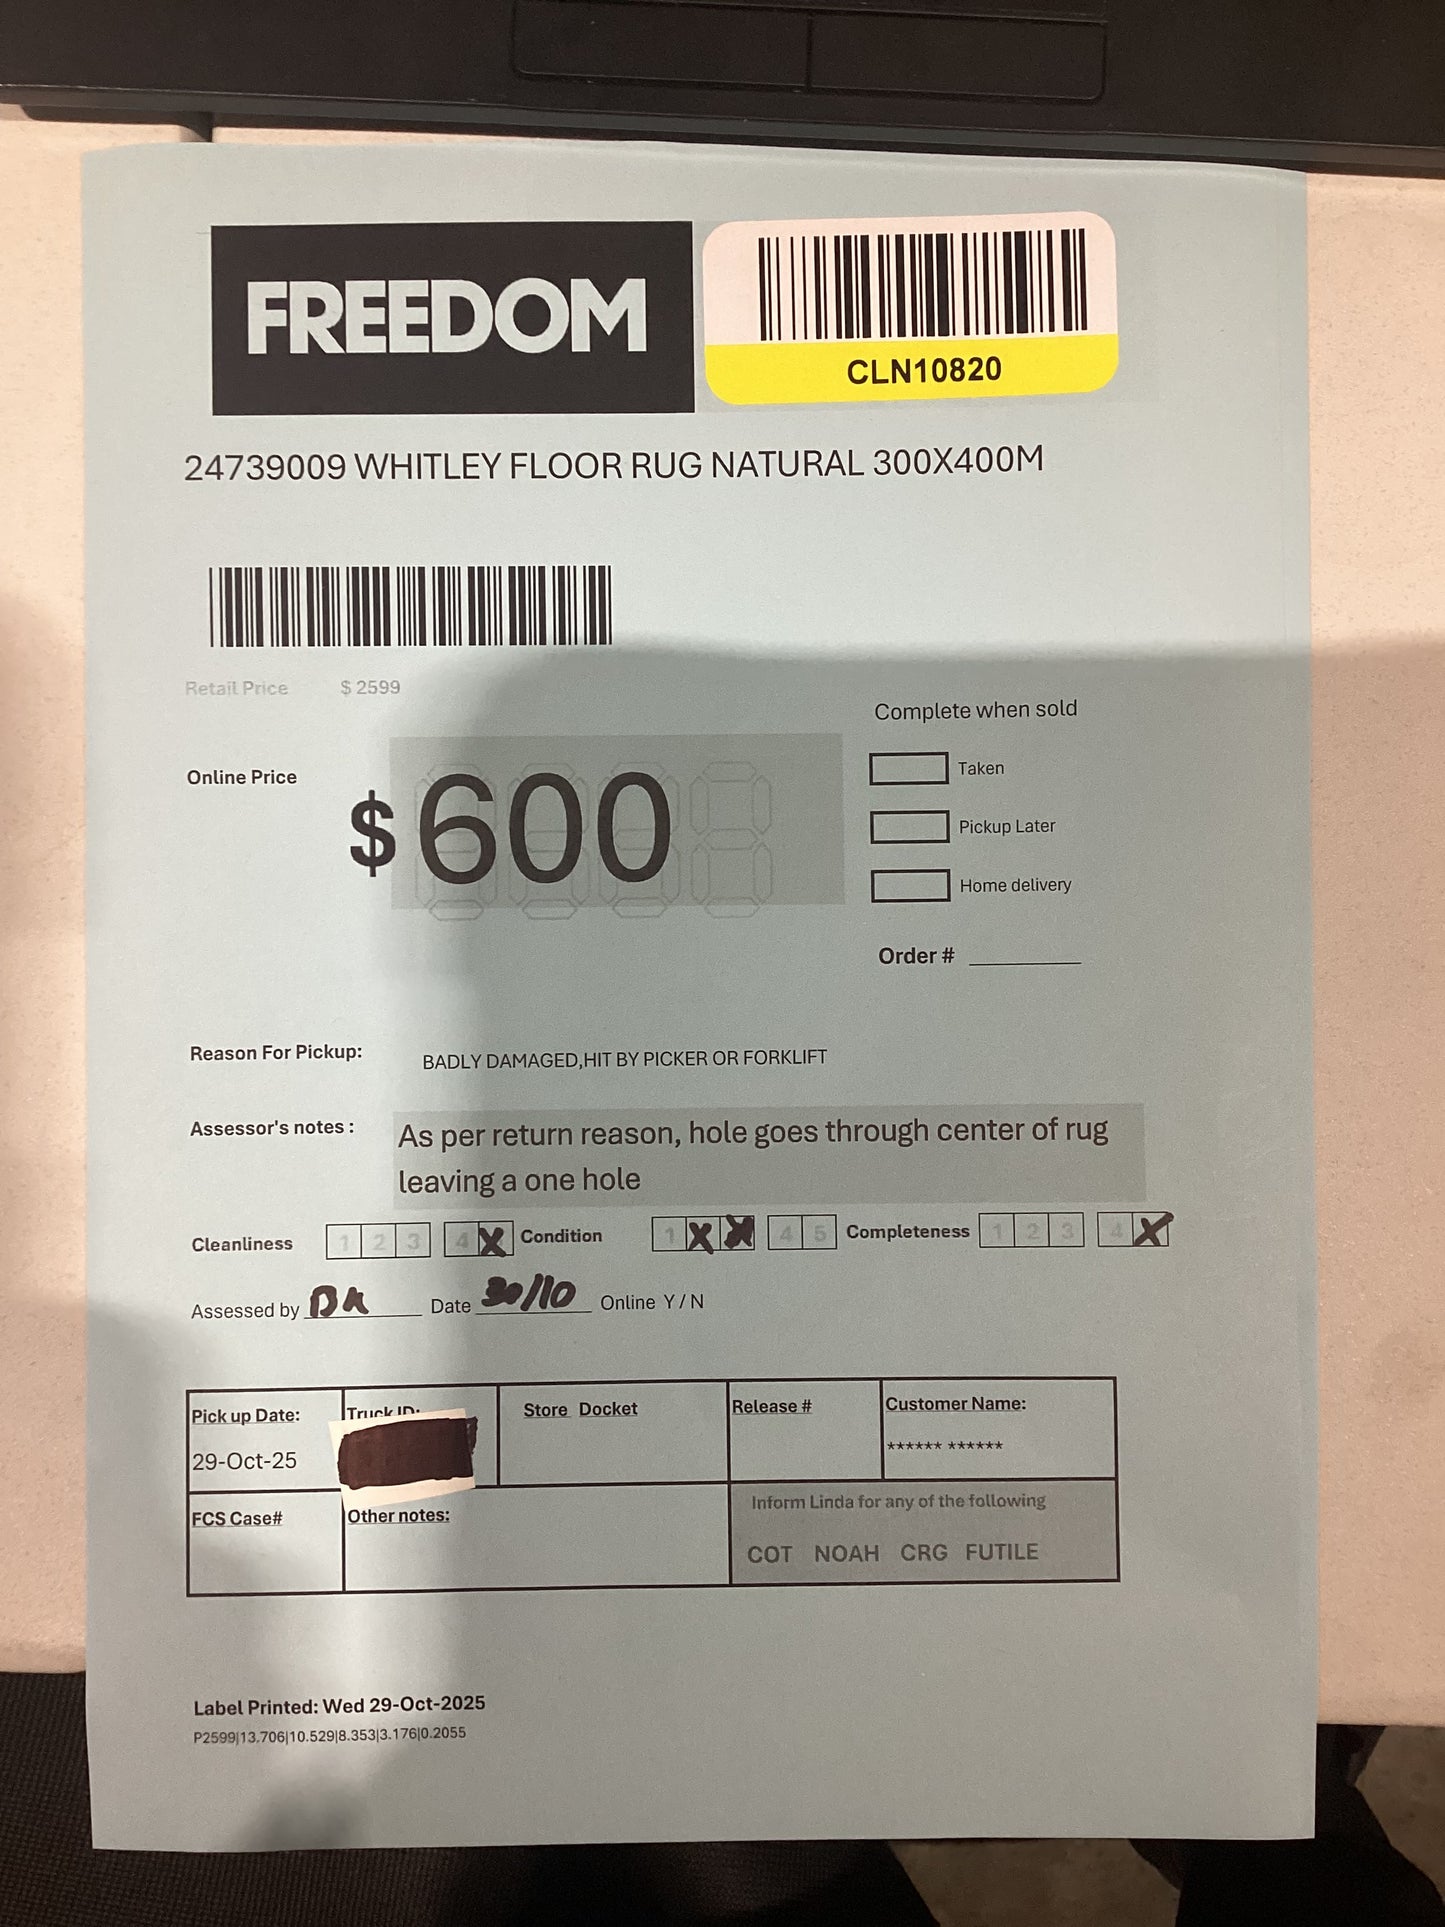 FREEDOM
CLN10820
24739009 WHITLEY FLOOR RUG NATURAL 300X400M
Retail Price $ 2599
Complete when sold
Online Price
$ 600
Taken
Pickup Later
Home delivery
Order #
Reason For Pickup: BADLY DAMAGED,HIT BY PICKER OR FORKLIFT
Assessor's notes : As per return reason, hole goes through center of rug
leaving a one hole
Cleanliness 1 2 3 4 X Condition 1 X X 4 5 Completeness 1 2 3 4 X
Assessed by Date 30/10 Online Y / N
Pick up Date: Truck ID: Store Docket Release # Customer Name:
29-Oct-25 ****** ******
FCS Case# Other notes: Inform Linda for any of the following
COT NOAH CRG FUTILE
Label Printed: Wed 29-Oct-2025
P2599|13.706|10.529|8.353|3.176|0.2055